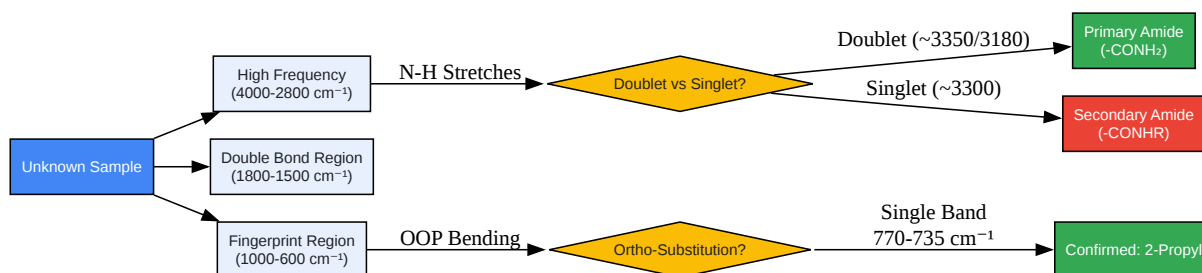 Unknown Sample
High Frequency
(4000-2800 cm⁻¹)
N-H Stretches
Doublet vs Singlet?
Doublet (~3350/3180)
Primary Amide
(-CONH₂)
Singlet (~3300)
Secondary Amide
(-CONHR)
Double Bond Region
(1800-1500 cm⁻¹)
Fingerprint Region
(1000-600 cm⁻¹)
OOP Bending
Ortho-Substitution?
Single Band
770-735 cm⁻¹
Confirmed: 2-Propyl